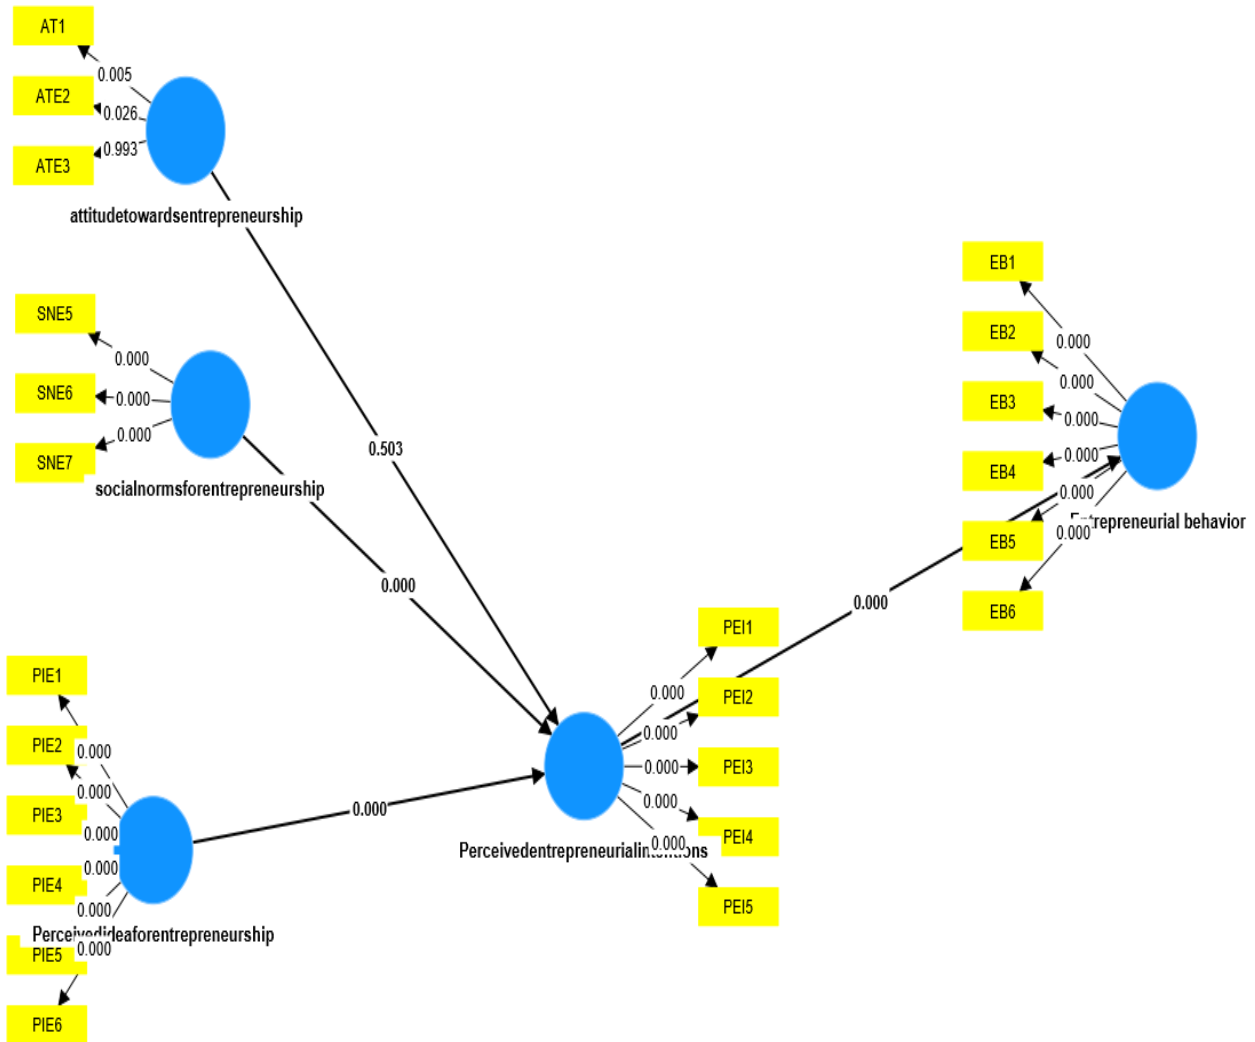 AT1
0.005
ATE2
0.026
ATE3
0.993
attitudetowardsentrepreneurship
SNE5
0.000
SNE6
0.000
SNE7
0.000
socialnormsforentrepreneurship
0.503
0.000
PIE1
0.000
PIE2
0.000
PIE3
0.000
PIE4
0.000
0.000
Perceivedideaforentrepreneurship
PIE5
0.000
PIE6
0.000
Perceivedentrepreneurialintentions
PEI1
0.000
PEI2
0.000
PEI3
0.000
PEI4
0.000
PEI5
0.000
0.000
EB1
0.000
EB2
0.000
EB3
0.000
EB4
0.000
EB5
0.000
EB6
0.000
Entrepreneurial behavior